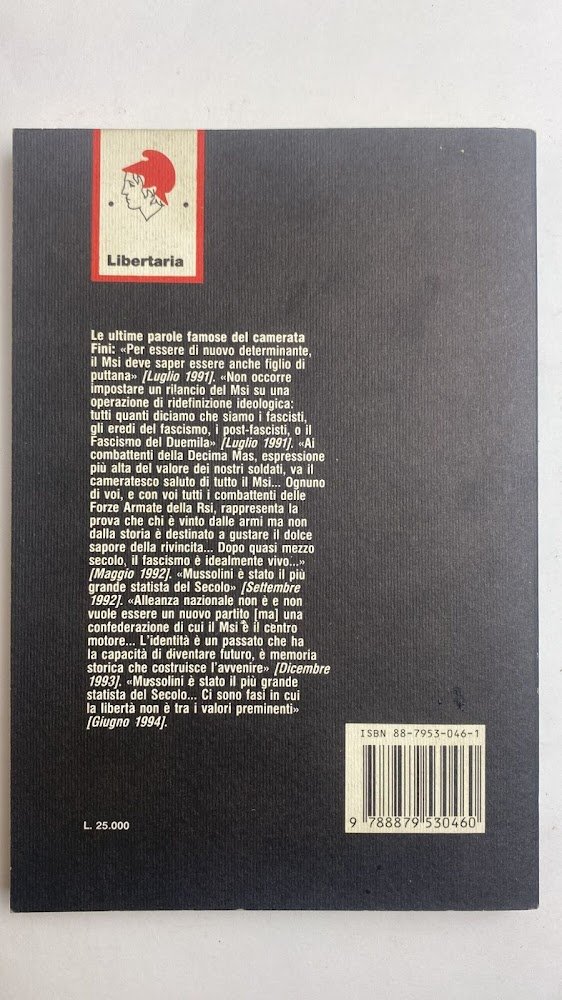 Libertaria
Le ultime parole famose del camerata
Fini: «Per essere di nuovo determinante,
il Msi deve saper essere anche figlio di
puttana» [Luglio 1991]. «Non occorre
impostare un rilancio del Msi su una
operazione di ridefinizione ideologica:
tutti quanti diciamo che siamo i fascisti,
gli eredi del fascismo, i post-fascisti, o il
Fascismo del Duemila» [Luglio 1991]. «Ai
combattenti della Decima Mas, espressione
più alta del valore dei nostri soldati, va il
cameratesco saluto di tutto il Msi... Ognuno
di voi, e con voi tutti i combattenti delle
Forze Armate della Rsi, rappresenta la
prova che chi è vinto dalle armi ma non
dalla storia è destinato a gustare il dolce
sapore della rivincita... Dopo quasi mezzo
secolo, il fascismo è idealmente vivo...»
[Maggio 1992]. «Mussolini è stato il più
grande statista del Secolo» [Settembre
1992]. «Alleanza nazionale non è e non
vuole essere un nuovo partito [ma] una
confederazione di cui il Msi è il centro
motore... L'identità è un passato che ha
la capacità di diventare futuro, è memoria
storica che costruisce l'avvenire» [Dicembre
1993]. «Mussolini è stato il più grande
statista del Secolo... Ci sono fasi in cui
la libertà non è tra i valori preminenti»
[Giugno 1994].
ISBN 88-7953-046-1
9 788879 530460
L. 25.000